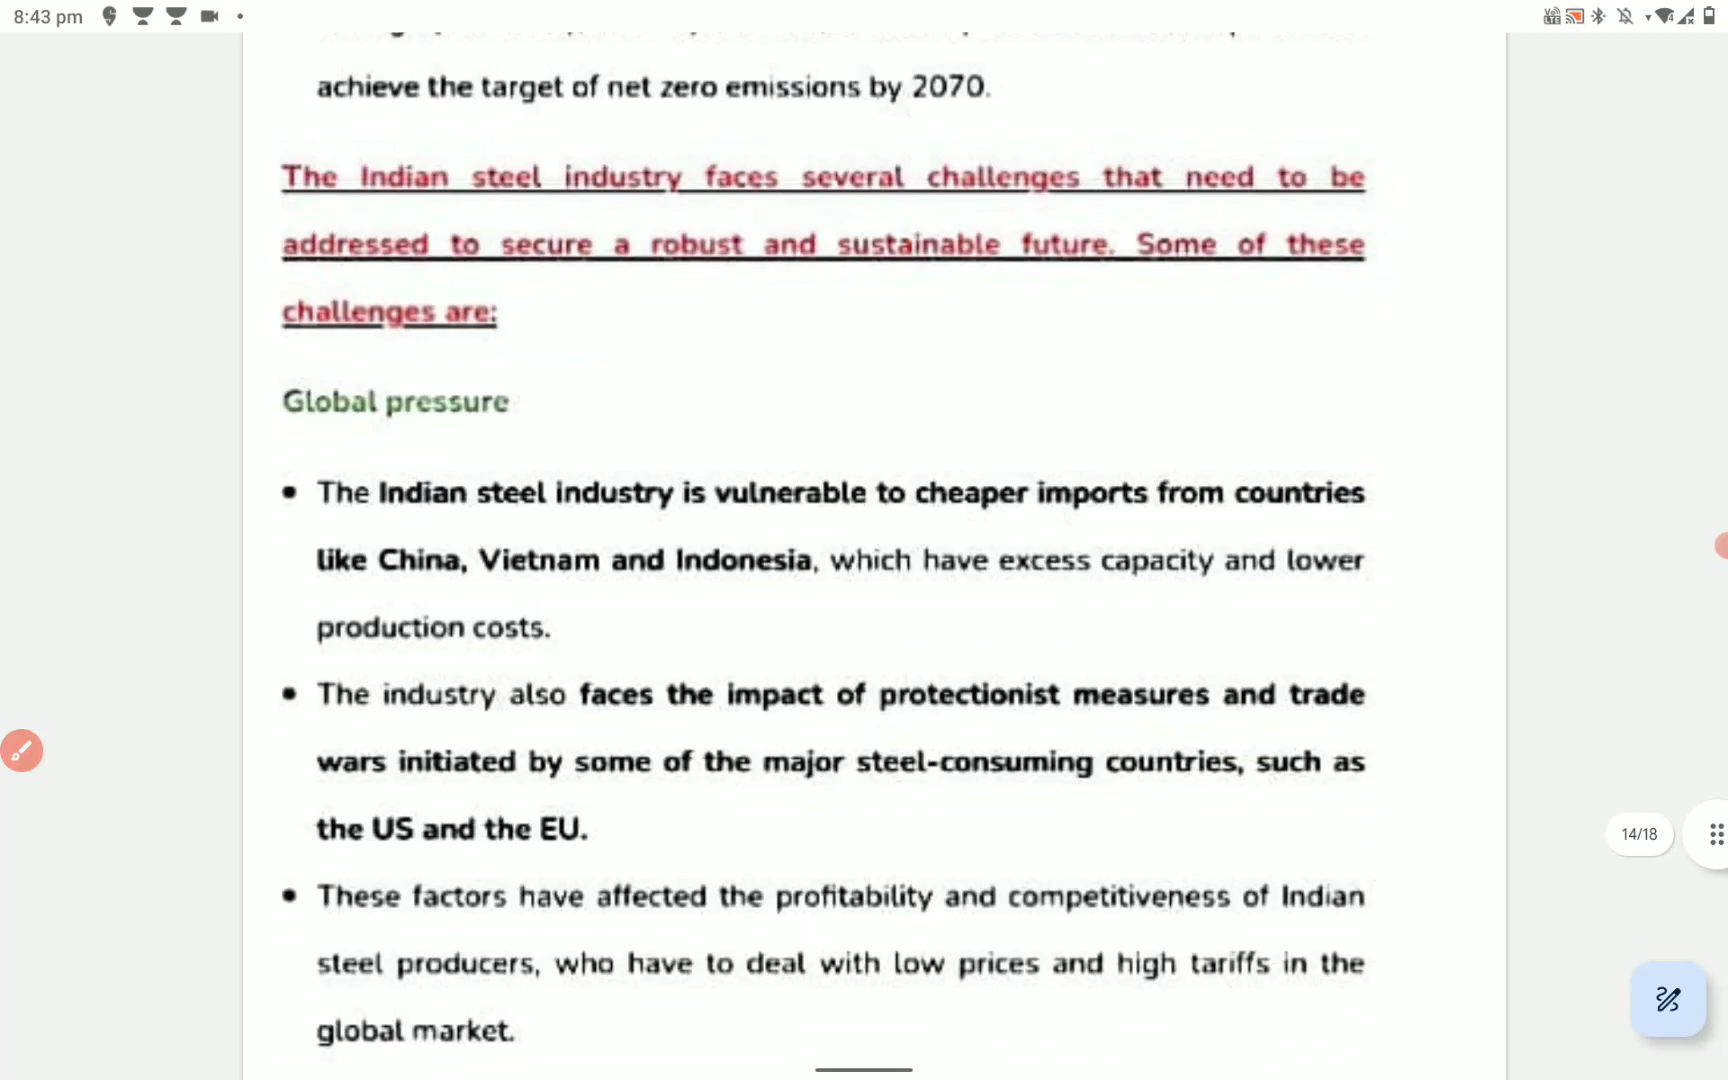 8:43 pm
achieve the target of net zero emissions by 2070.
The Indian steel industry faces several challenges that need to be
addressed to secure a robust and sustainable future. Some of these
challenges are:
Global pressure
• The Indian steel industry is vulnerable to cheaper imports from countries
like China, Vietnam and Indonesia, which have excess capacity and lower
production costs.
• The industry also faces the impact of protectionist measures and trade
wars initiated by some of the major steel-consuming countries, such as
the US and the EU.
14/18
• These factors have affected the profitability and competitiveness of Indian
steel producers, who have to deal with low prices and high tariffs in the
global market.